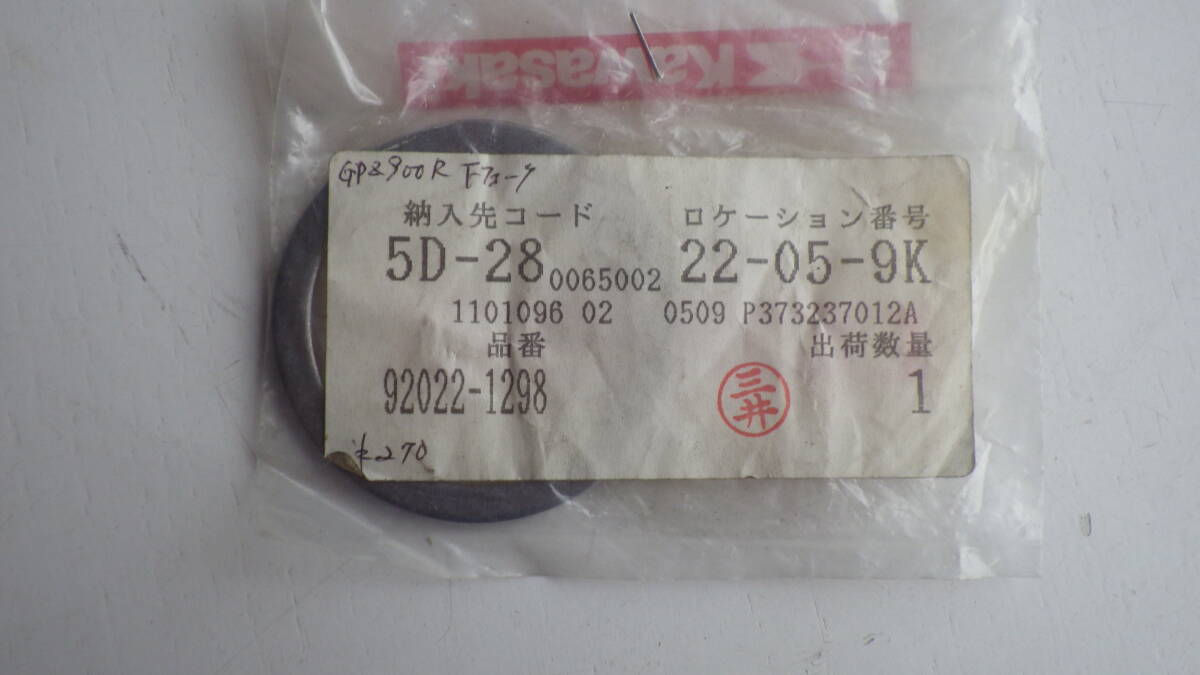 Kawasaki
GPZ900R Fフォーク
納入先コード ロケーション番号
5D-28 0065002 22-05-9K
1101096 02 0509 P373237012A
品番 出荷数量
92022-1298 三井 1
¥270